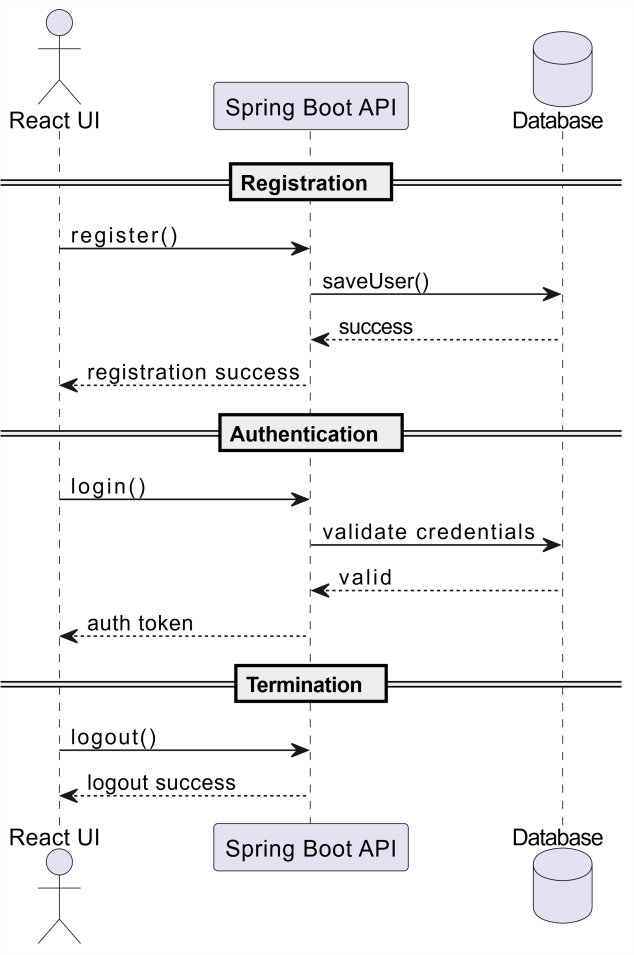 React UI
Spring Boot API
Database
Registration
register()
saveUser()
success
registration success
Authentication
login()
validate credentials
valid
auth token
Termination
logout()
logout success
React UI
Spring Boot API
Database